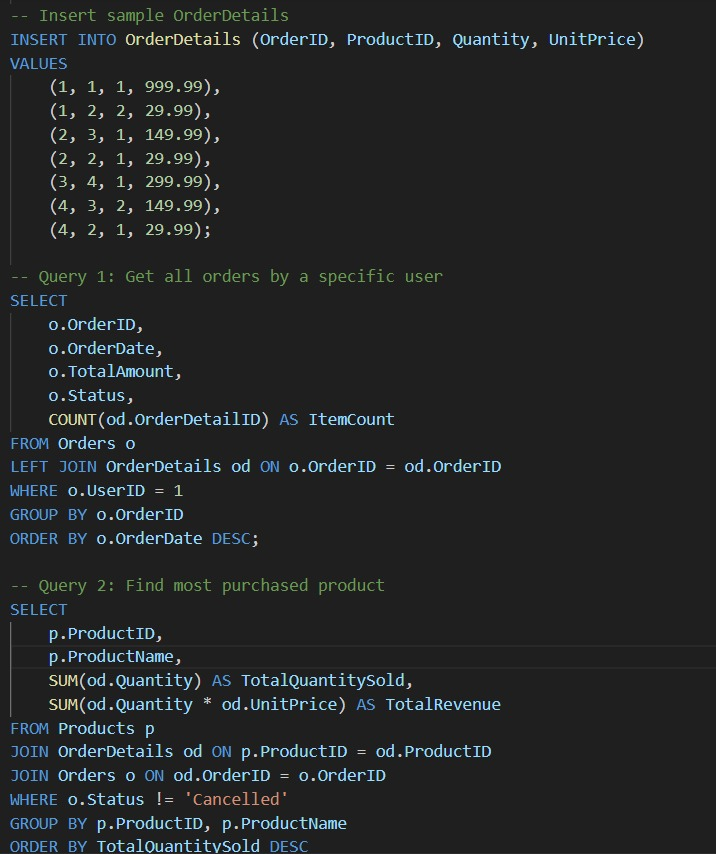 -- Insert sample OrderDetails
INSERT INTO OrderDetails (OrderID, ProductID, Quantity, UnitPrice)
VALUES
    (1, 1, 1, 999.99),
    (1, 2, 2, 29.99),
    (2, 3, 1, 149.99),
    (2, 2, 1, 29.99),
    (3, 4, 1, 299.99),
    (4, 3, 2, 149.99),
    (4, 2, 1, 29.99);

-- Query 1: Get all orders by a specific user
SELECT
    o.OrderID,
    o.OrderDate,
    o.TotalAmount,
    o.Status,
    COUNT(od.OrderDetailID) AS ItemCount
FROM Orders o
LEFT JOIN OrderDetails od ON o.OrderID = od.OrderID
WHERE o.UserID = 1
GROUP BY o.OrderID
ORDER BY o.OrderDate DESC;

-- Query 2: Find most purchased product
SELECT
    p.ProductID,
    p.ProductName,
    SUM(od.Quantity) AS TotalQuantitySold,
    SUM(od.Quantity * od.UnitPrice) AS TotalRevenue
FROM Products p
JOIN OrderDetails od ON p.ProductID = od.ProductID
JOIN Orders o ON od.OrderID = o.OrderID
WHERE o.Status != 'Cancelled'
GROUP BY p.ProductID, p.ProductName
ORDER BY TotalQuantitySold DESC